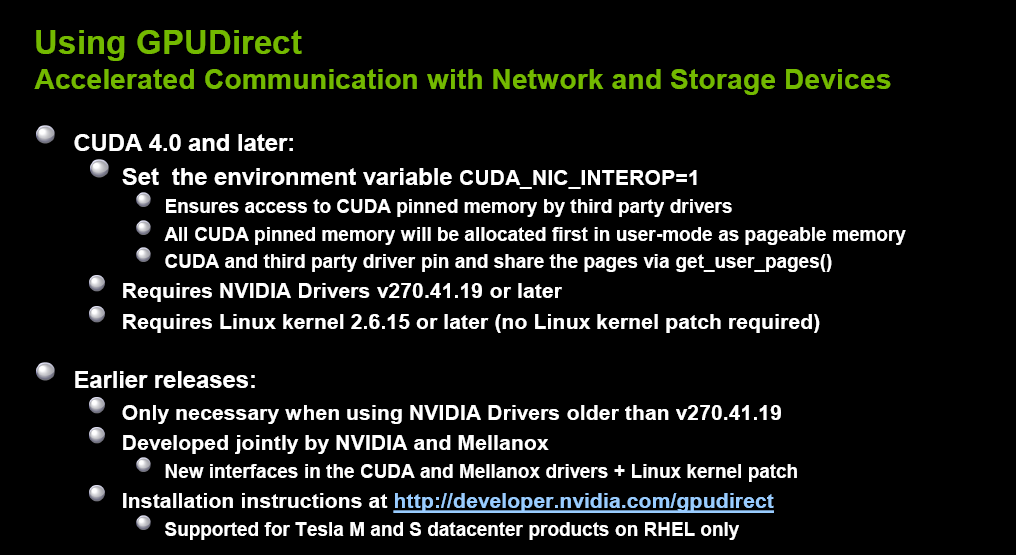 Using GPUDirect
Accelerated Communication with Network and Storage Devices
CUDA 4.0 and later:
Set the environment variable CUDA_NIC_INTEROP=1
Ensures access to CUDA pinned memory by third party drivers
All CUDA pinned memory will be allocated first in user-mode as pageable memory
CUDA and third party driver pin and share the pages via get_user_pages()
Requires NVIDIA Drivers v270.41.19 or later
Requires Linux kernel 2.6.15 or later (no Linux kernel patch required)
Earlier releases:
Only necessary when using NVIDIA Drivers older than v270.41.19
Developed jointly by NVIDIA and Mellanox
New interfaces in the CUDA and Mellanox drivers + Linux kernel patch
Installation instructions at http://developer.nvidia.com/gpudirect
Supported for Tesla M and S datacenter products on RHEL only